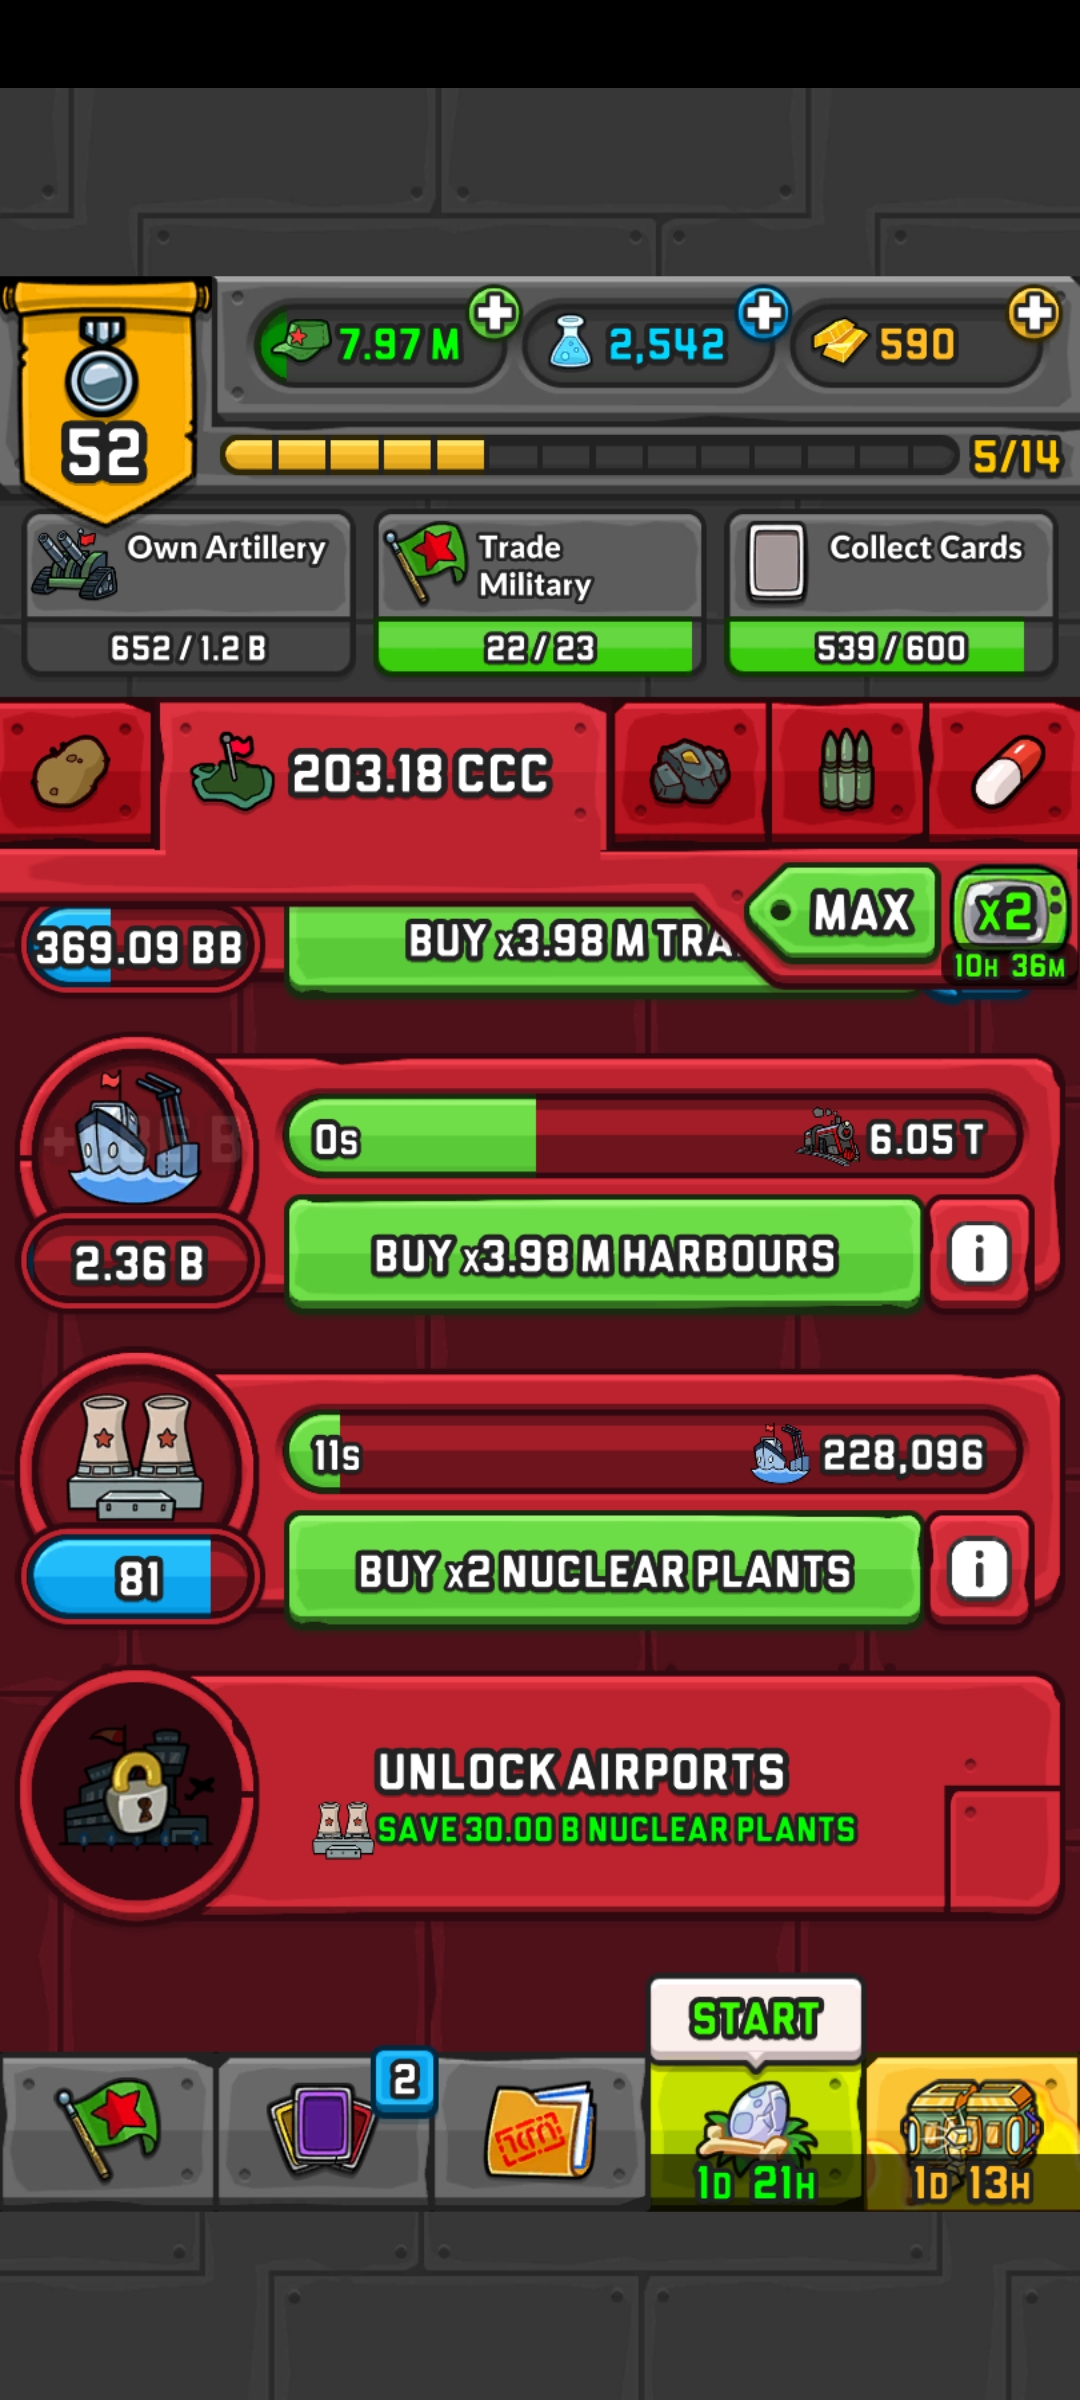 7.97 M
2,542
590
52
5/14
Own Artillery
Trade
Military
Collect Cards
652 / 1.2 B
22 / 23
539 / 600
203.18 CCC
MAX
x2
10H 36M
369.09 BB
BUY x3.98 M TRA
0s
6.05 T
2.36 B
BUY x3.98 M HARBOURS
i
11s
228,096
81
BUY x2 NUCLEAR PLANTS
i
UNLOCK AIRPORTS
SAVE 30.00 B NUCLEAR PLANTS
START
2
1D 21H
1D 13H